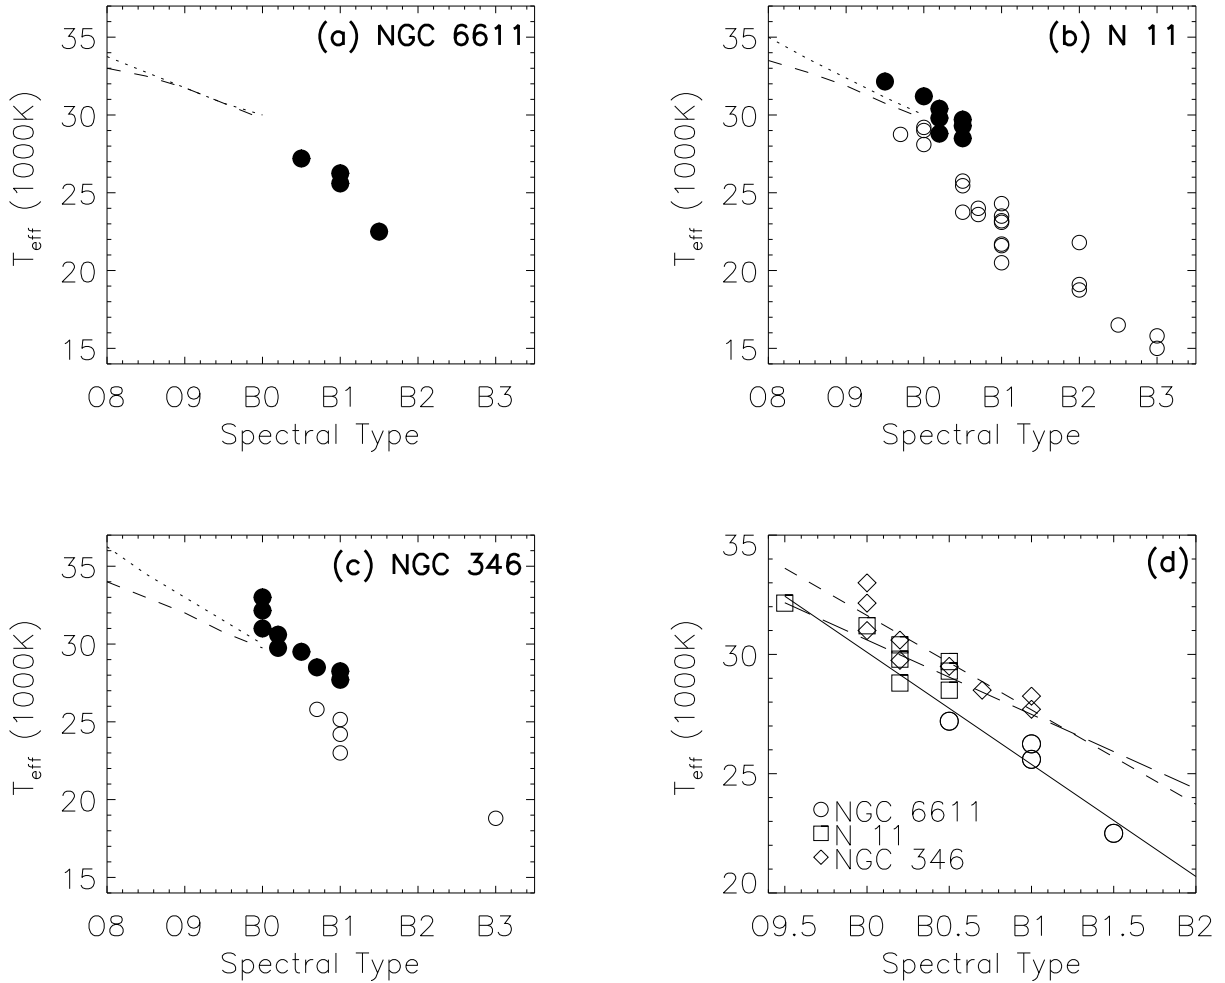 (a) NGC 6611
35
30
25
20
15
T_eff (1000K)
O8 O9 B0 B1 B2 B3
Spectral Type
(b) N 11
35
30
25
20
15
T_eff (1000K)
O8 O9 B0 B1 B2 B3
Spectral Type
(c) NGC 346
35
30
25
20
15
T_eff (1000K)
O8 O9 B0 B1 B2 B3
Spectral Type
(d)
35
30
25
20
T_eff (1000K)
NGC 6611
N 11
NGC 346
O9.5 B0 B0.5 B1 B1.5 B2
Spectral Type